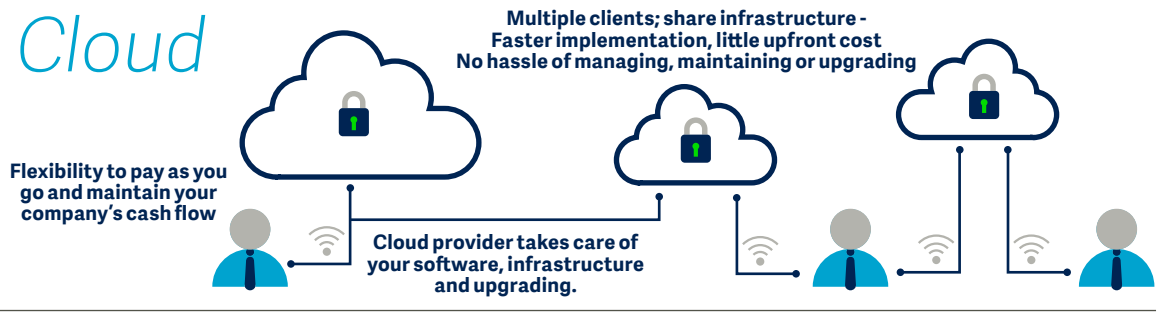 Cloud
Multiple clients; share infrastructure -
Faster implementation, little upfront cost
No hassle of managing, maintaining or upgrading
Flexibility to pay as you
go and maintain your
company's cash flow
Cloud provider takes care of
your software, infrastructure
and upgrading.